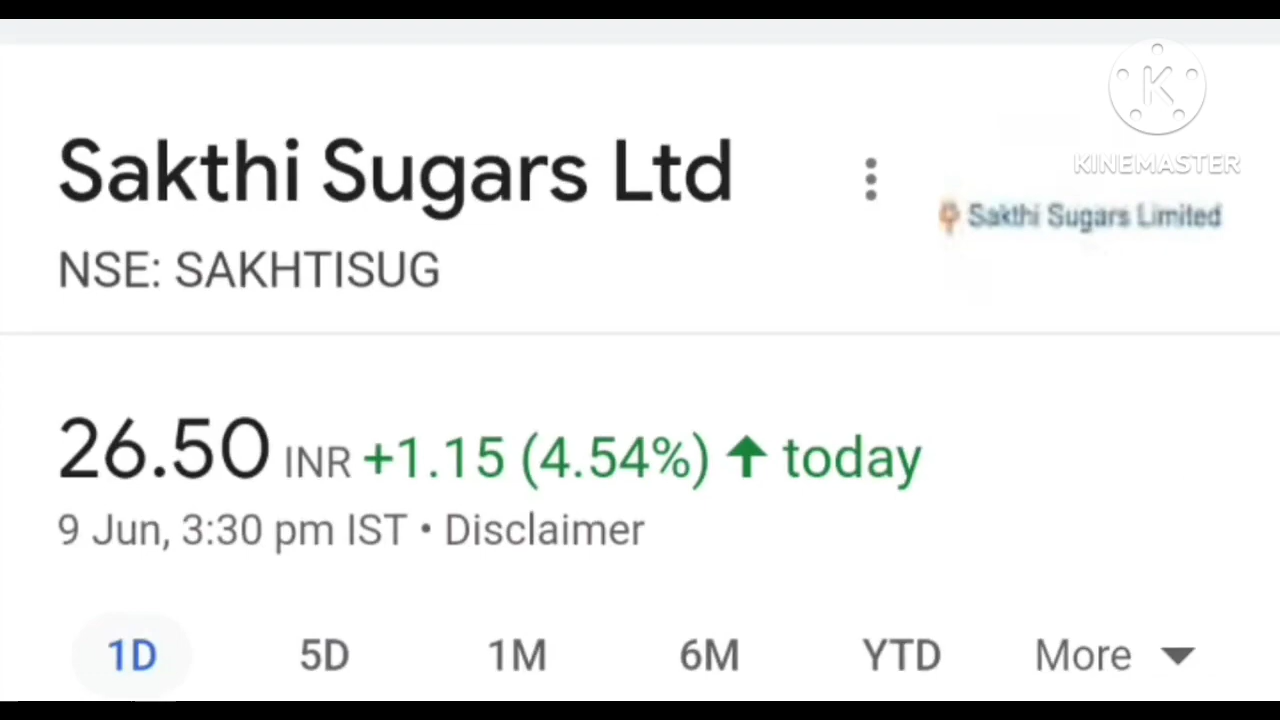 KINEMASTER
Sakthi Sugars Ltd
Sakthi Sugars Limited
NSE: SAKHTISUG
26.50 INR +1.15 (4.54%) ↑ today
9 Jun, 3:30 pm IST • Disclaimer
1D 5D 1M 6M YTD More